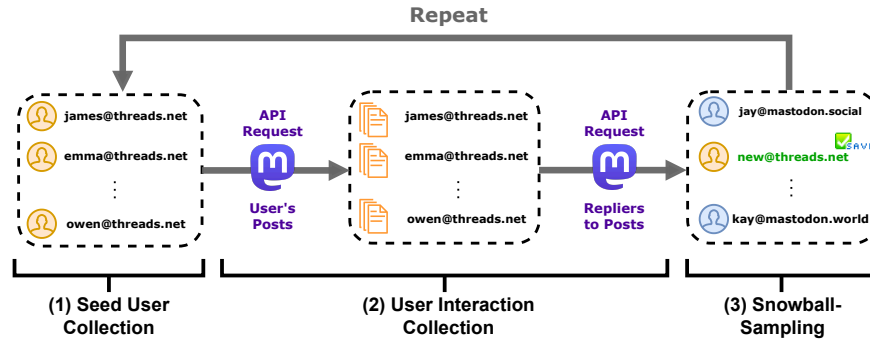 Repeat
james@threads.net
emma@threads.net
⋮
owen@threads.net
API
Request
User's
Posts
james@threads.net
emma@threads.net
⋮
owen@threads.net
API
Request
Repliers
to Posts
jay@mastodon.social
SAVE
new@threads.net
⋮
kay@mastodon.world
(1) Seed User
Collection
(2) User Interaction
Collection
(3) Snowball-
Sampling